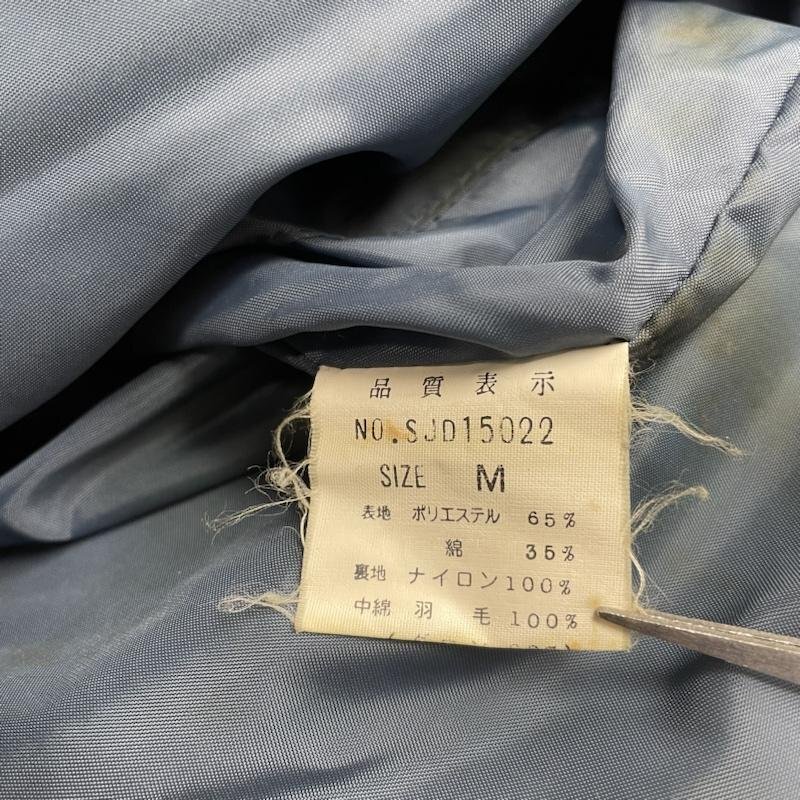 品質表示
NO.SJD15022
SIZE M
表地 ポリエステル 65%
綿 35%
裏地 ナイロン100%
中綿 羽毛 100%